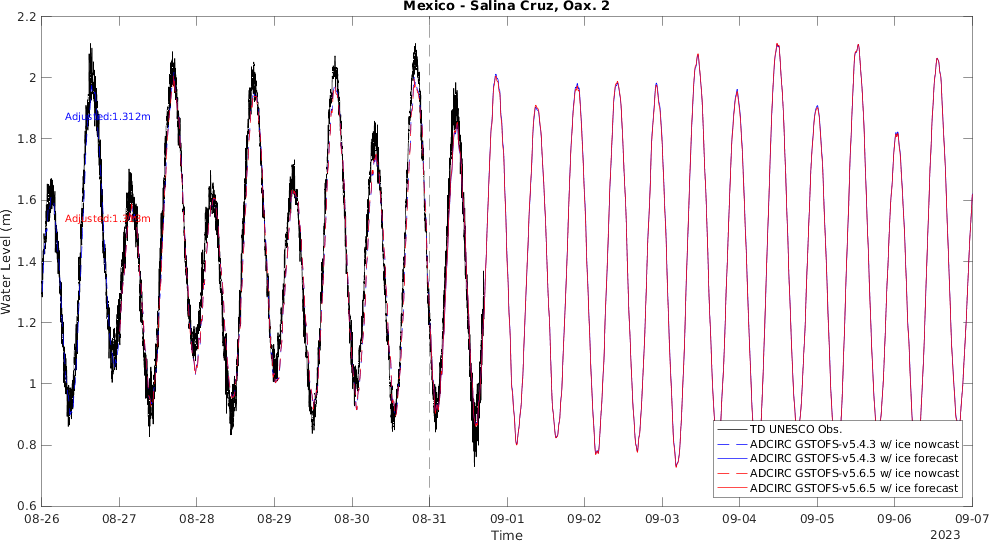 Mexico - Salina Cruz, Oax. 2
2.2
2
1.8
1.6
1.4
1.2
1
0.8
0.6
Water Level (m)
Adjusted:1.312m
Adjusted:1.313m
TD UNESCO Obs.
ADCIRC GSTOFS-v5.4.3 w/ ice nowcast
ADCIRC GSTOFS-v5.4.3 w/ ice forecast
ADCIRC GSTOFS-v5.6.5 w/ ice nowcast
ADCIRC GSTOFS-v5.6.5 w/ ice forecast
08-26 08-27 08-28 08-29 08-30 08-31 09-01 09-02 09-03 09-04 09-05 09-06 09-07
Time
2023